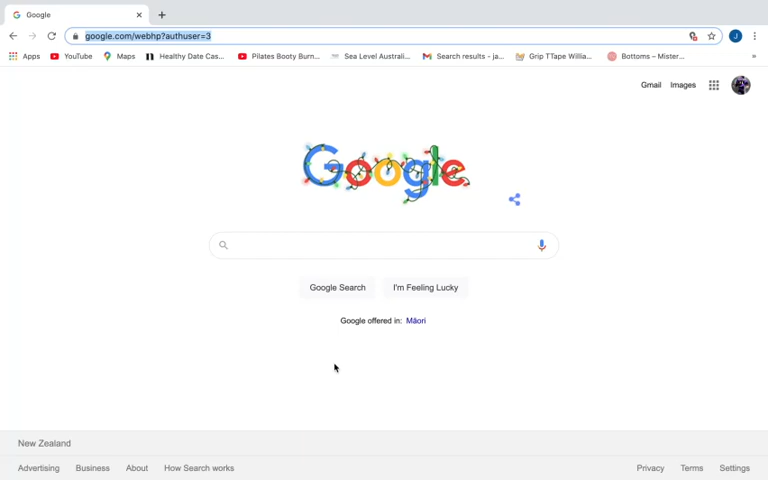 Google
google.com/webhp?authuser=3
J
Apps YouTube Maps Healthy Date Cas... Pilates Booty Burn... Sea Level Australi... Search results - ja... Grip TTape Willia... Bottoms – Mister... »
Gmail Images
Google
Google Search I'm Feeling Lucky
Google offered in: Māori
New Zealand
Advertising Business About How Search works Privacy Terms Settings